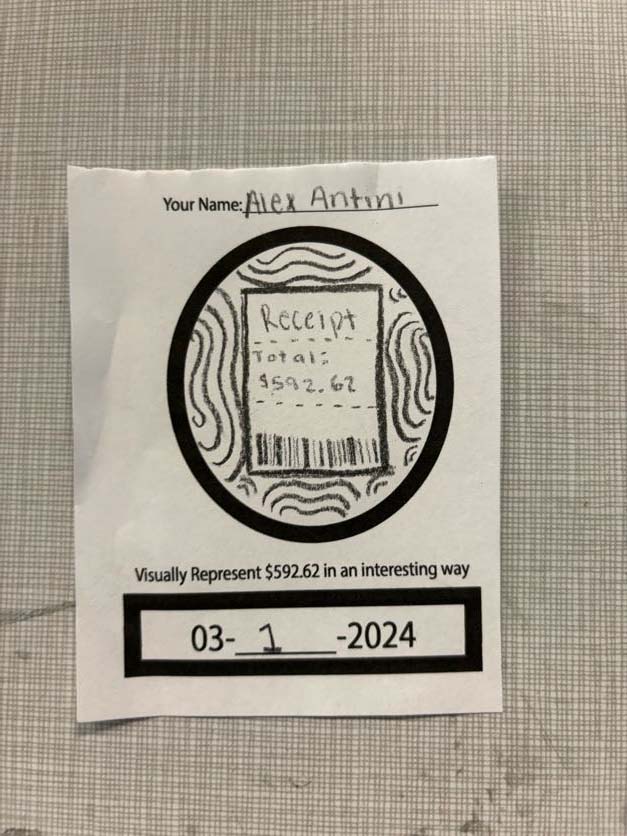 Your Name: Alex Antini
Receipt
Total:
$592.62
Visually Represent $592.62 in an interesting way
03- 1 -2024